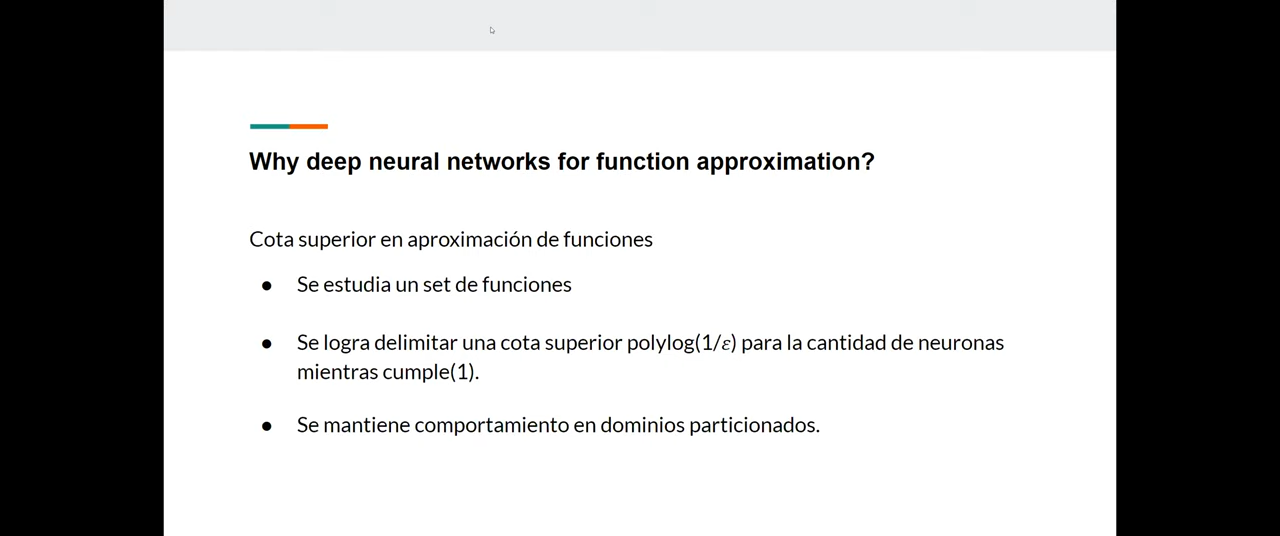 Why deep neural networks for function approximation?
Cota superior en aproximación de funciones
● Se estudia un set de funciones
● Se logra delimitar una cota superior polylog(1/ε) para la cantidad de neuronas
mientras cumple(1).
● Se mantiene comportamiento en dominios particionados.